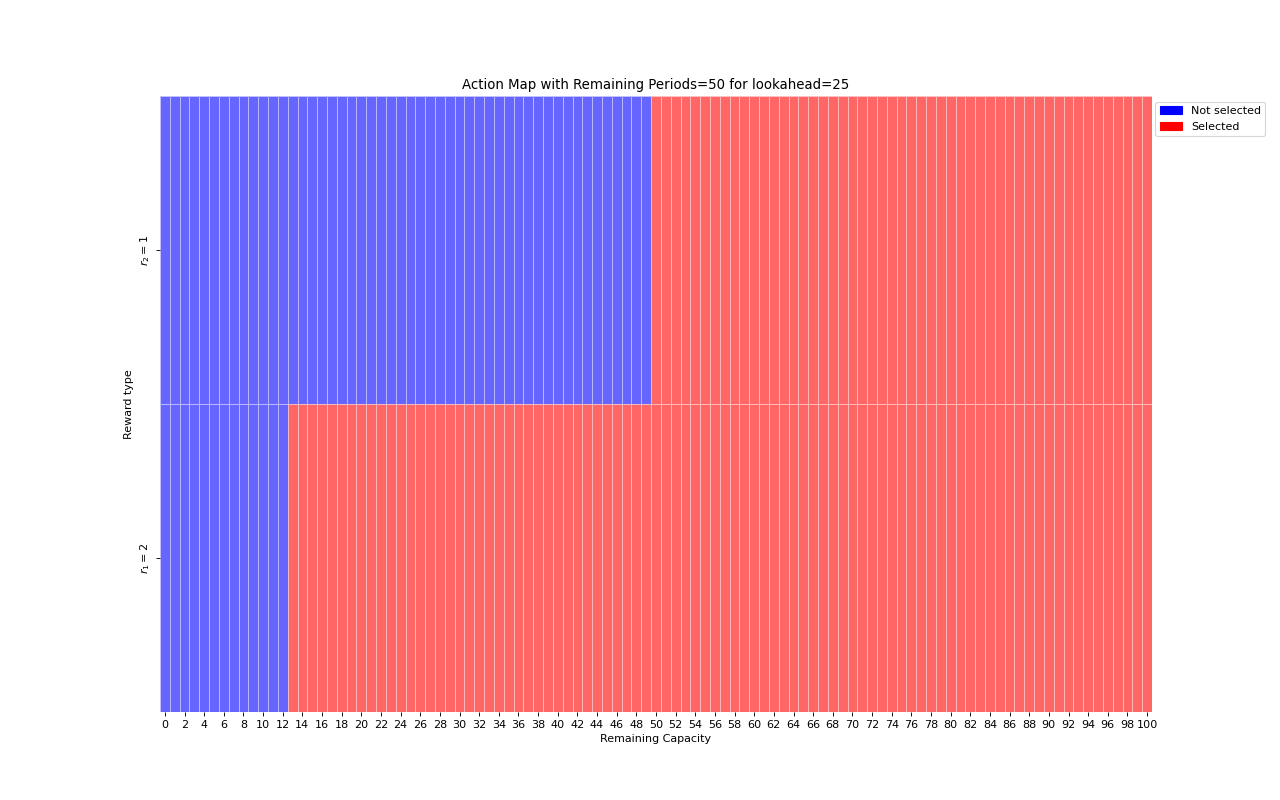 Action Map with Remaining Periods=50 for lookahead=25
Not selected
Selected
Reward type
r₂ = 1
r₁ = 2
0 2 4 6 8 10 12 14 16 18 20 22 24 26 28 30 32 34 36 38 40 42 44 46 48 50 52 54 56 58 60 62 64 66 68 70 72 74 76 78 80 82 84 86 88 90 92 94 96 98 100
Remaining Capacity